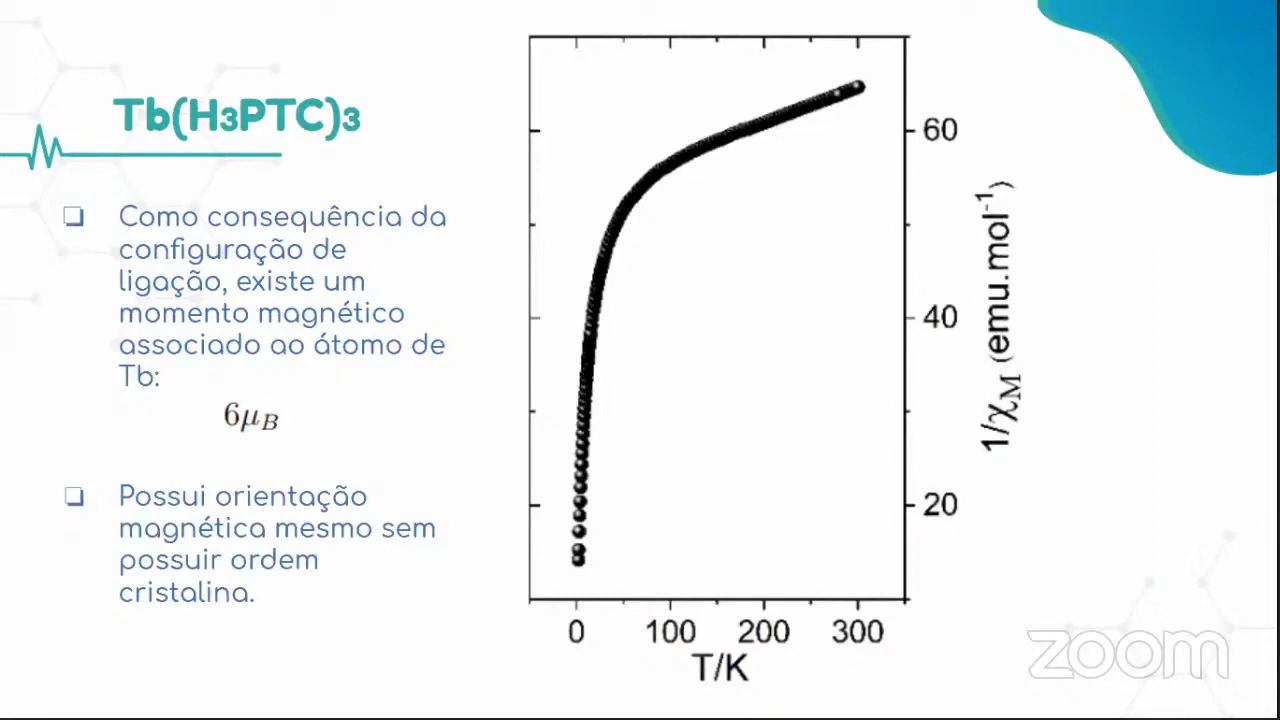 Tb(H₃PTC)₃
❏ Como consequência da
configuração de
ligação, existe um
momento magnético
associado ao átomo de
Tb:
6μ_B
❏ Possui orientação
magnética mesmo sem
possuir ordem
cristalina.
60
40
20
1/χ_M (emu.mol⁻¹)
0 100 200 300
T/K
zoom